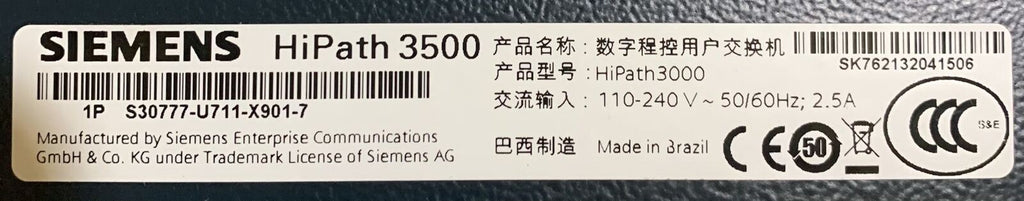 SIEMENS HiPath 3500
1P S30777-U711-X901-7
Manufactured by Siemens Enterprise Communications
GmbH & Co. KG under Trademark License of Siemens AG
产品名称：数字程控用户交换机
SK762132041506
产品型号：HiPath3000
交流输入：110-240 V ~ 50/60Hz; 2.5A
巴西制造 Made in Brazil
CE 50 CCC S&E